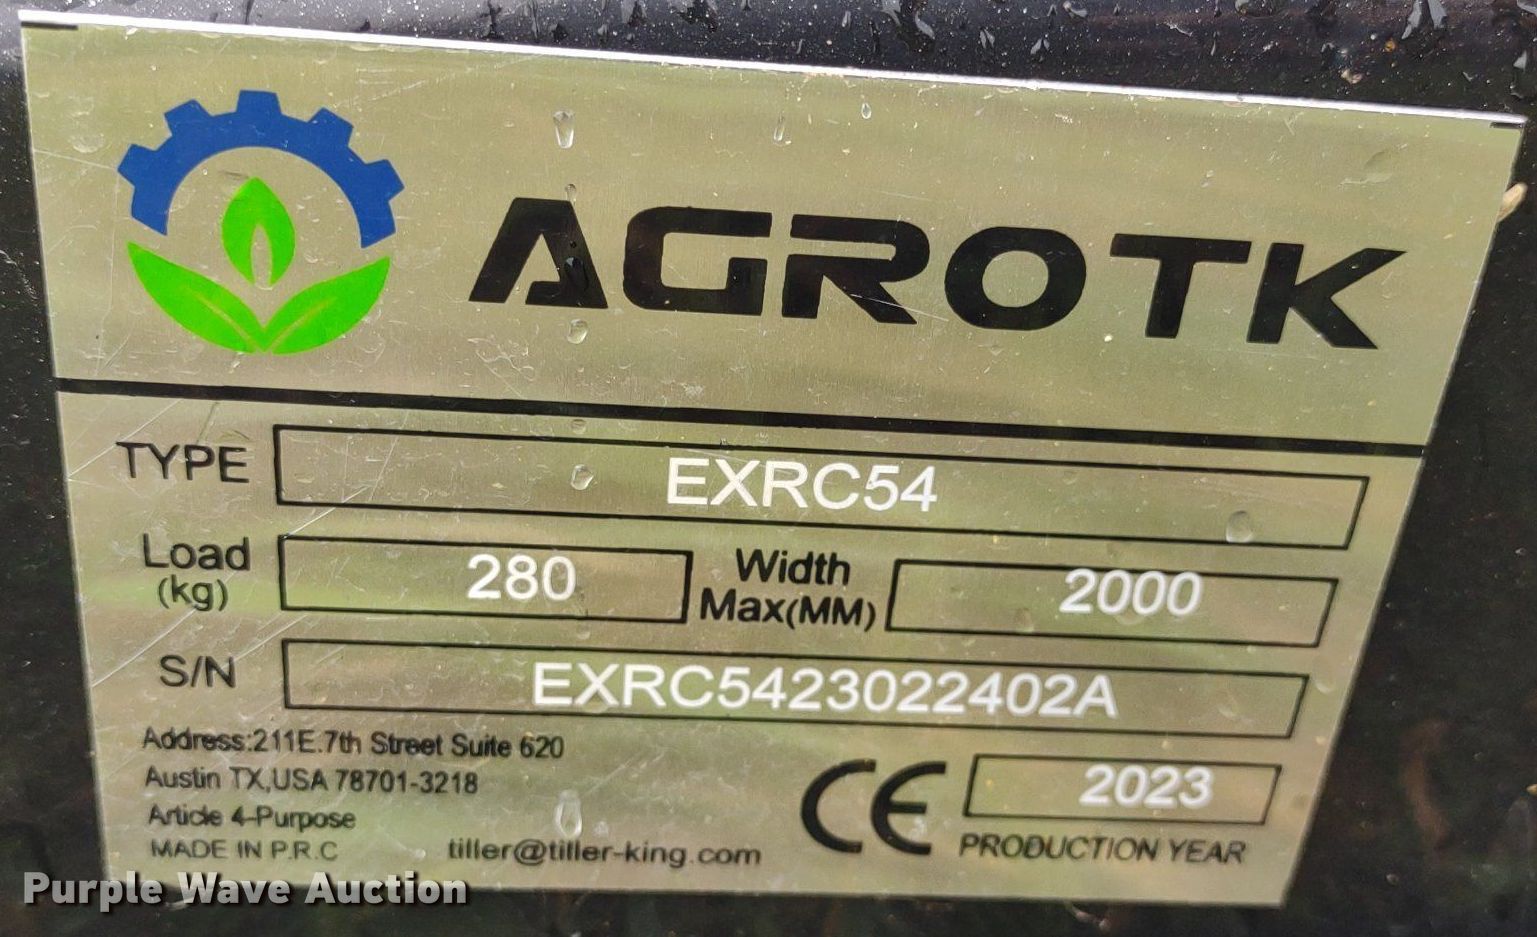 AGROTK
TYPE EXRC54
Load (kg) 280 Width Max(MM) 2000
S/N EXRC5423022402A
Address:211E.7th Street Suite 620
Austin TX,USA 78701-3218
Article 4-Purpose
MADE IN P.R.C tiller@tiller-king.com
CE 2023
PRODUCTION YEAR
Purple Wave Auction